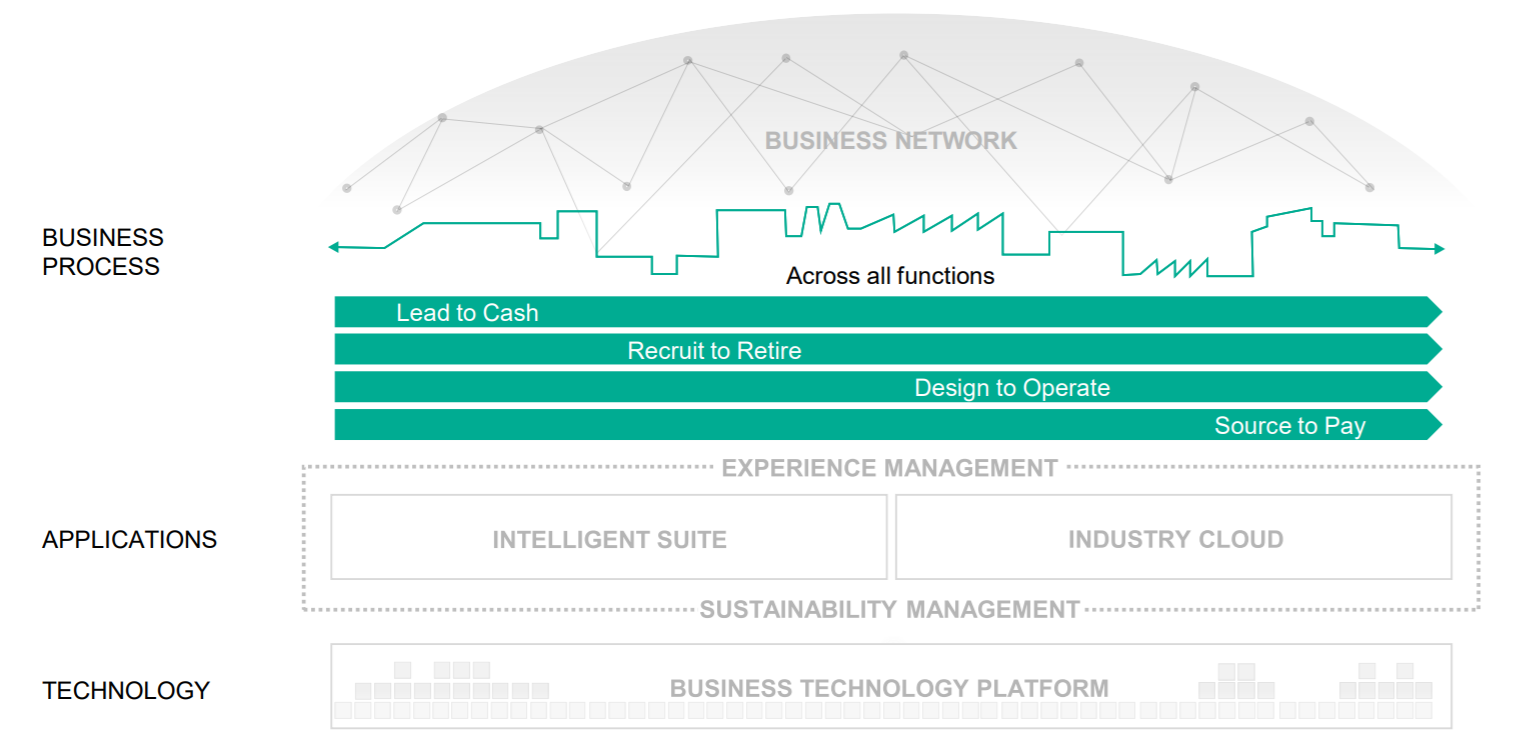 BUSINESS NETWORK
BUSINESS
PROCESS
Across all functions
Lead to Cash
Recruit to Retire
Design to Operate
Source to Pay
EXPERIENCE MANAGEMENT
APPLICATIONS
INTELLIGENT SUITE
INDUSTRY CLOUD
SUSTAINABILITY MANAGEMENT
TECHNOLOGY
BUSINESS TECHNOLOGY PLATFORM